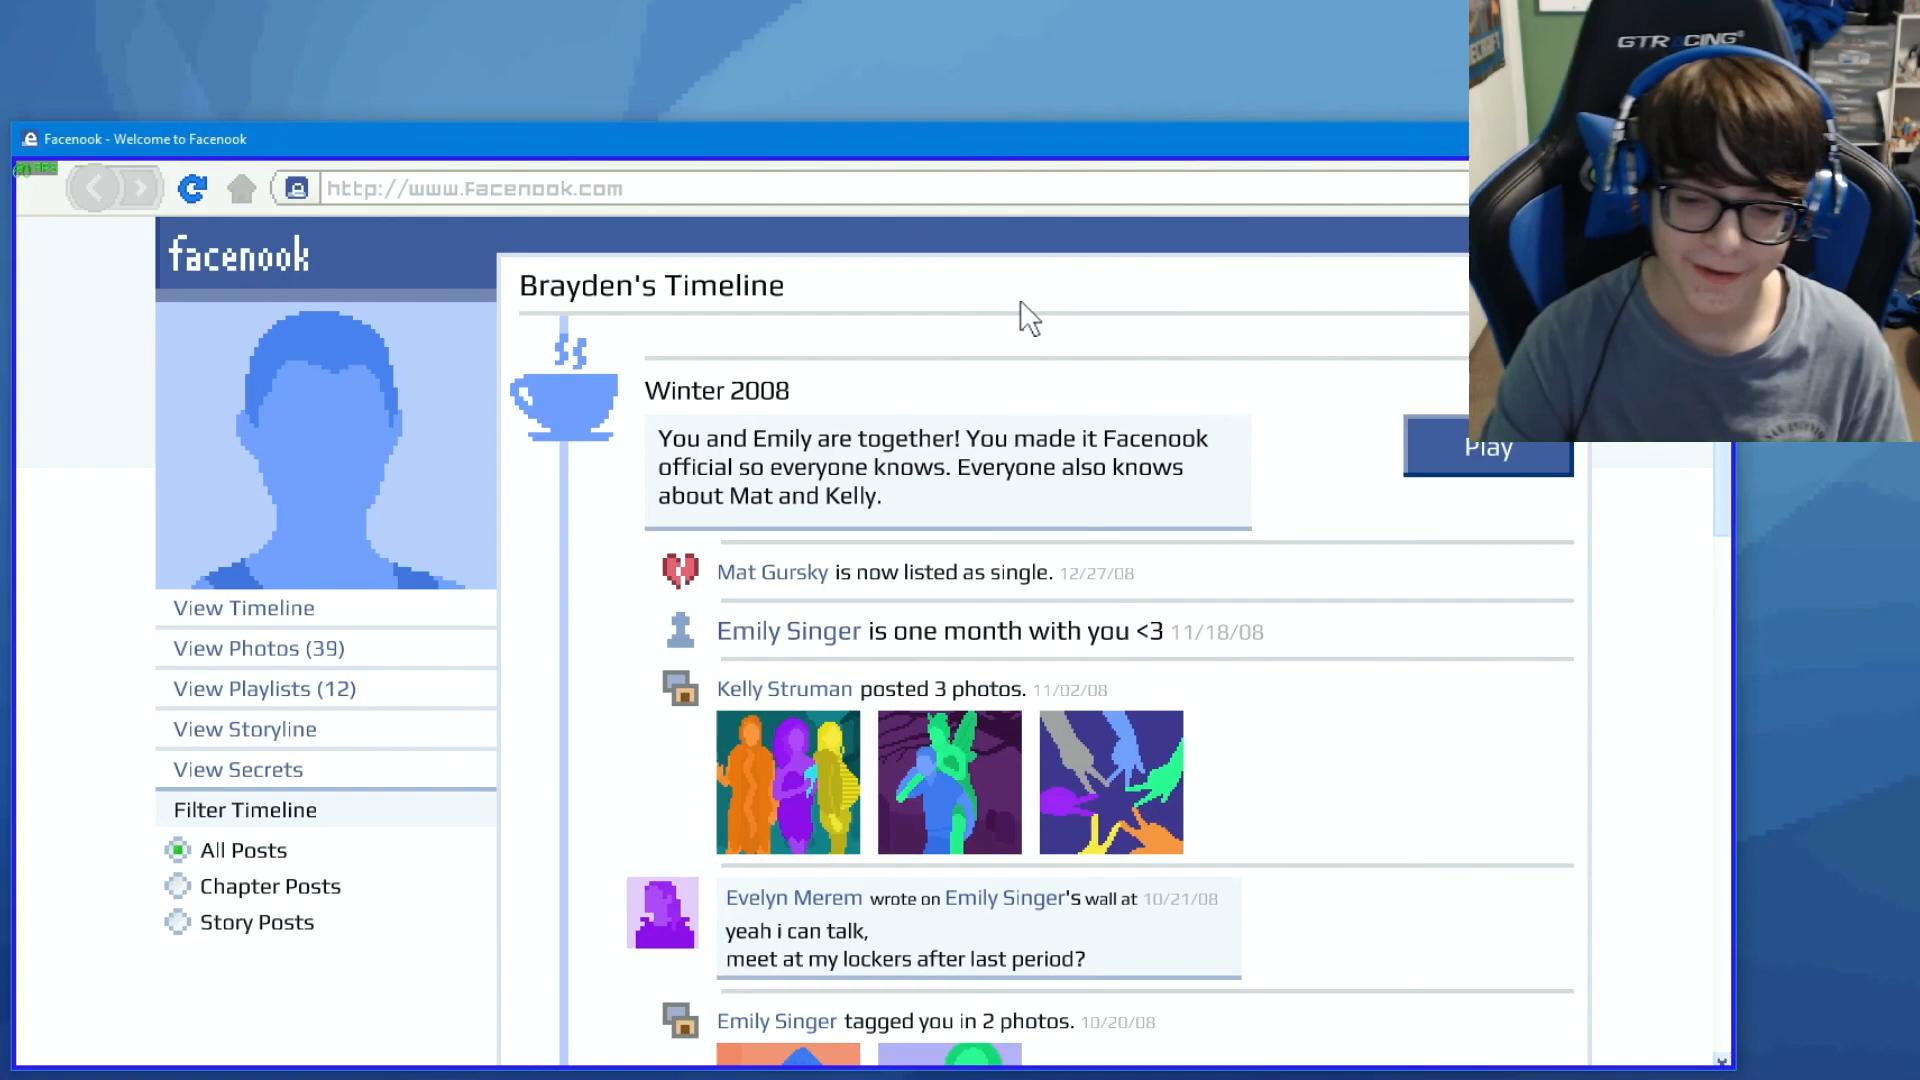 GTRACING
Facenook - Welcome to Facenook
http://www.Facenook.com
facenook
Brayden's Timeline
Winter 2008
You and Emily are together! You made it Facenook
official so everyone knows. Everyone also knows
about Mat and Kelly.
Play
Mat Gursky is now listed as single. 12/27/08
Emily Singer is one month with you <3 11/18/08
Kelly Struman posted 3 photos. 11/02/08
Evelyn Merem wrote on Emily Singer's wall at 10/21/08
yeah i can talk,
meet at my lockers after last period?
Emily Singer tagged you in 2 photos. 10/20/08
View Timeline
View Photos (39)
View Playlists (12)
View Storyline
View Secrets
Filter Timeline
All Posts
Chapter Posts
Story Posts